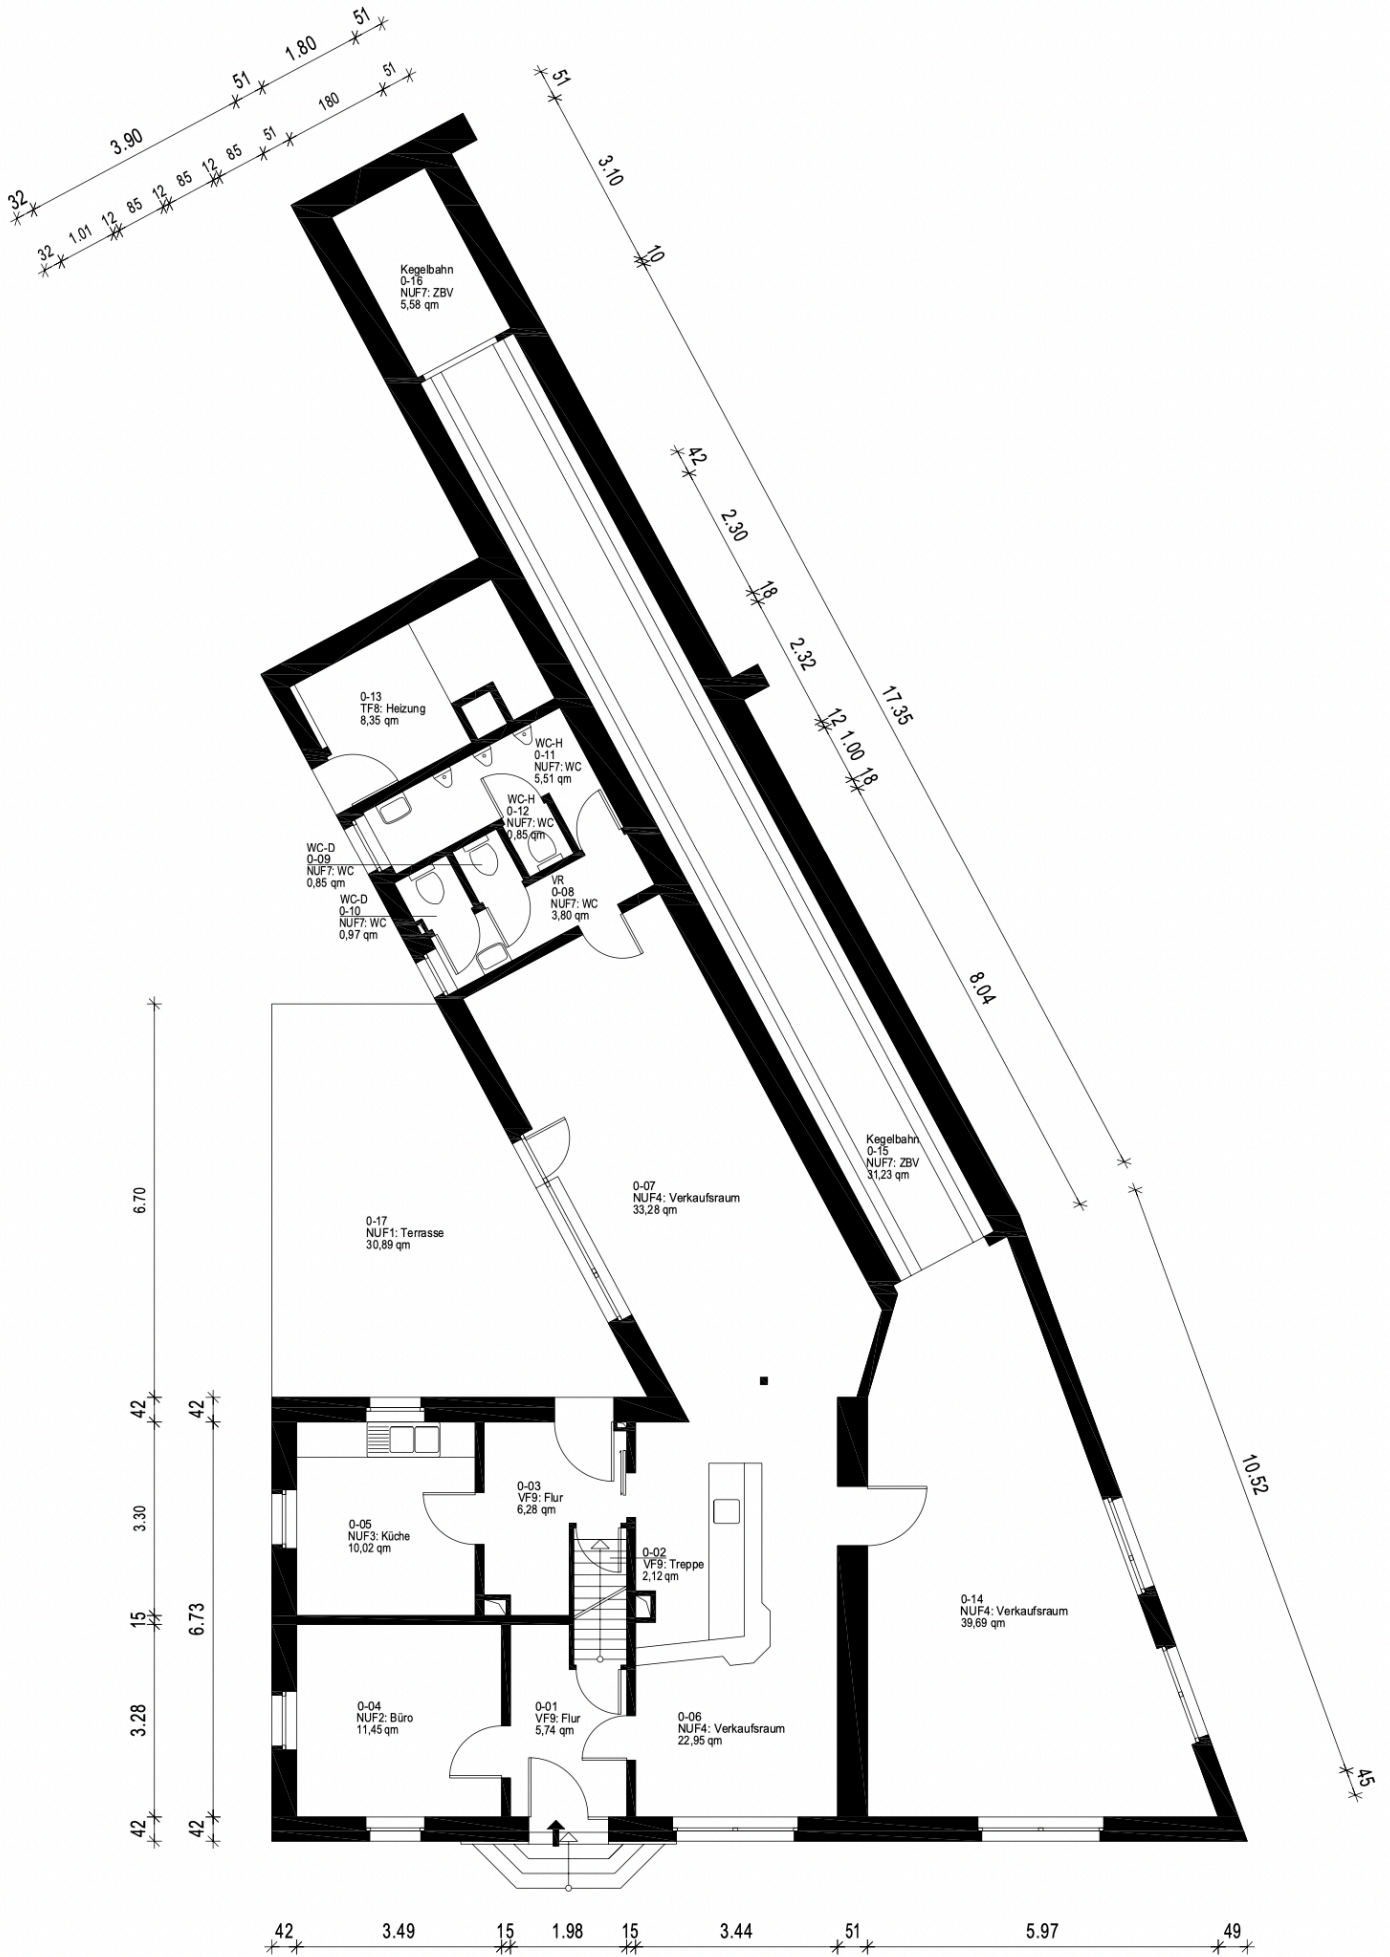 51
1.80
51
3.90
32
51
180
51
85
12
85
12
1.01
32
51
3.10
10
17.35
42
2.30
18
2.32
12
1.00
18
8.04
10.52
45
Kegelbahn
0-16
NUF7: ZBV
5,58 qm
0-13
TF8: Heizung
8,35 qm
WC-H
0-11
NUF7: WC
5,51 qm
WC-H
0-12
NUF7: WC
0,85 qm
WC-D
0-09
NUF7: WC
0,85 qm
WC-D
0-10
NUF7: WC
0,97 qm
VR
0-08
NUF7: WC
3,80 qm
Kegelbahn
0-15
NUF7: ZBV
31,23 qm
0-07
NUF4: Verkaufsraum
33,28 qm
0-17
NUF1: Terrasse
30,89 qm
0-03
VF9: Flur
6,28 qm
0-05
NUF3: Küche
10,02 qm
0-02
VF9: Treppe
2,12 qm
0-14
NUF4: Verkaufsraum
39,69 qm
0-04
NUF2: Büro
11,45 qm
0-01
VF9: Flur
5,74 qm
0-06
NUF4: Verkaufsraum
22,95 qm
6.70
42
3.30
15
3.28
42
42
6.73
42
42
3.49
15
1.98
15
3.44
51
5.97
49